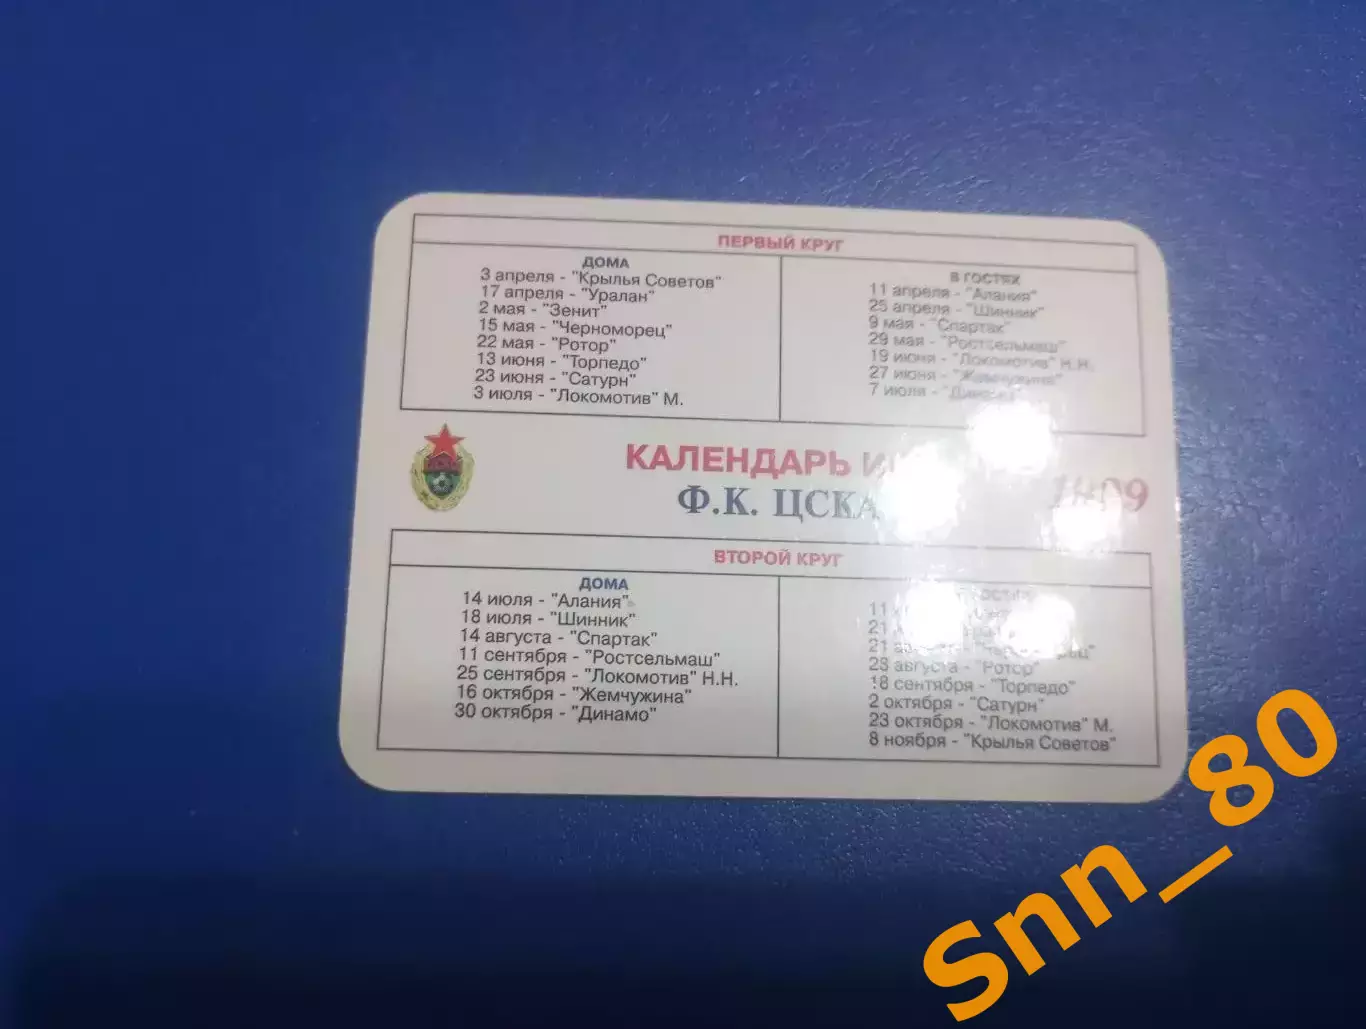 ПЕРВЫЙ КРУГ
ДОМА
3 апреля - "Крылья Советов"
17 апреля - "Уралан"
2 мая - "Зенит"
15 мая - "Черноморец"
22 мая - "Ротор"
13 июня - "Торпедо"
23 июня - "Сатурн"
3 июля - "Локомотив" М.
В ГОСТЯХ
11 апреля - "Алания"
25 апреля - "Шинник"
9 мая - "Спартак"
29 мая - "Ростсельмаш"
19 июня - "Локомотив" Н.Н.
27 июня - "Жемчужина"
7 июля -
КАЛЕНДАРЬ
Ф.К. ЦСКА
ВТОРОЙ КРУГ
ДОМА
14 июля - "Алания"
18 июля - "Шинник"
14 августа - "Спартак"
11 сентября - "Ростсельмаш"
25 сентября - "Локомотив" Н.Н.
16 октября - "Жемчужина"
30 октября - "Динамо"
11
21
21
28 августа - "Ротор"
18 сентября - "Торпедо"
2 октября - "Сатурн"
23 октября - "Локомотив" М.
8 ноября - "Крылья Советов"
Snn_80